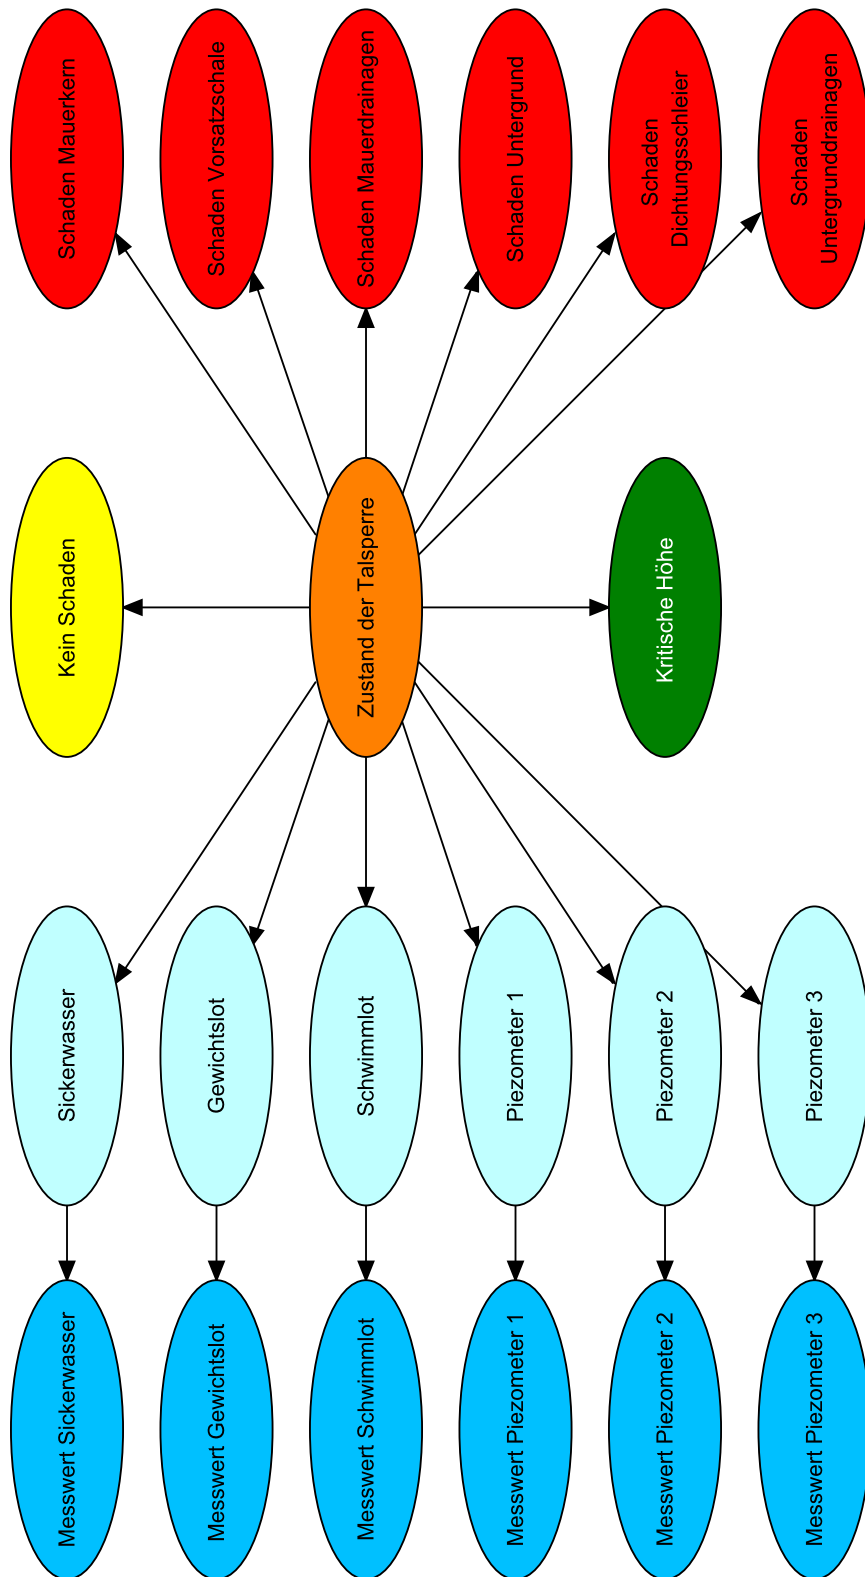 Schaden Mauerkern
Schaden Vorsatzschale
Schaden Mauerdrainagen
Schaden Untergrund
Schaden
Dichtungsschleier
Schaden
Untergrunddrainagen
Kein Schaden
Zustand der Talsperre
Kritische Höhe
Sickerwasser
Gewichtslot
Schwimmlot
Piezometer 1
Piezometer 2
Piezometer 3
Messwert Sickerwasser
Messwert Gewichtslot
Messwert Schwimmlot
Messwert Piezometer 1
Messwert Piezometer 2
Messwert Piezometer 3